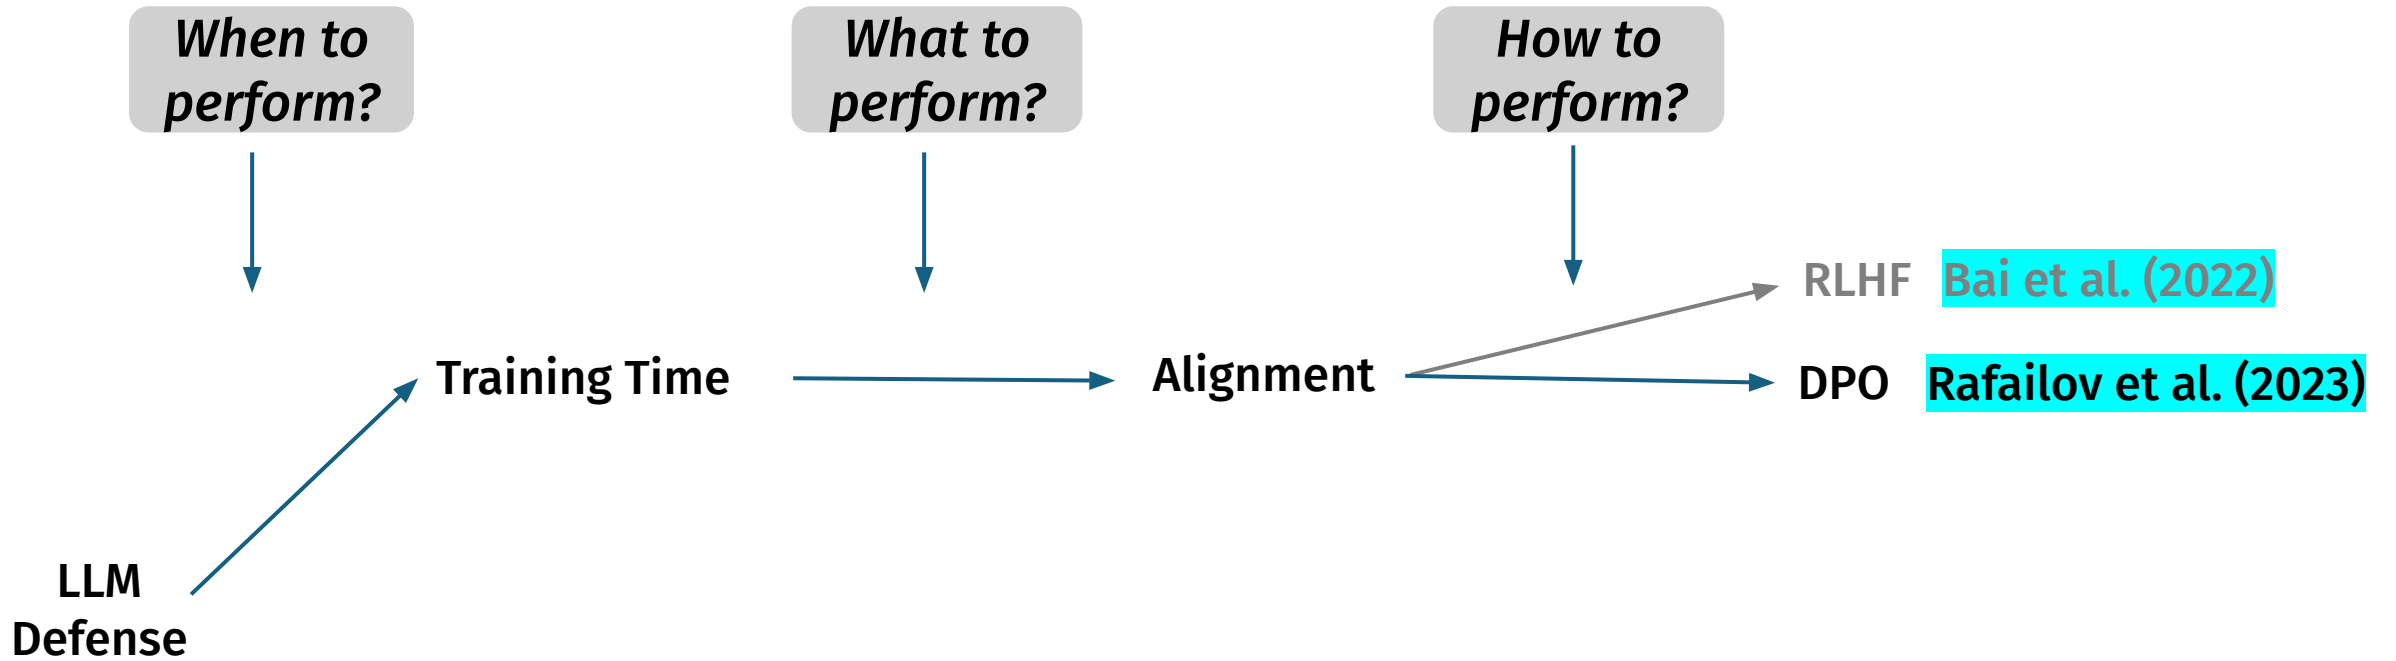 When to
perform?
What to
perform?
How to
perform?
RLHF Bai et al. (2022)
Training Time
Alignment
DPO Rafailov et al. (2023)
LLM
Defense